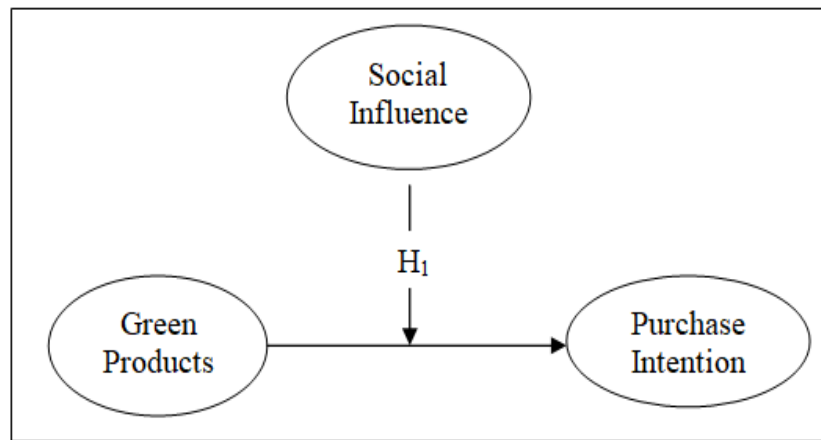 Social
Influence
H₁
Green
Products
Purchase
Intention